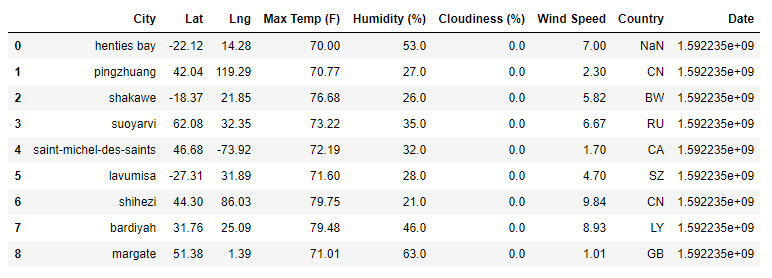 City Lat Lng Max Temp (F) Humidity (%) Cloudiness (%) Wind Speed Country Date
0 henties bay -22.12 14.28 70.00 53.0 0.0 7.00 NaN 1.592235e+09
1 pingzhuang 42.04 119.29 70.77 27.0 0.0 2.30 CN 1.592235e+09
2 shakawe -18.37 21.85 76.68 26.0 0.0 5.82 BW 1.592235e+09
3 suoyarvi 62.08 32.35 73.22 35.0 0.0 6.67 RU 1.592235e+09
4 saint-michel-des-saints 46.68 -73.92 72.19 32.0 0.0 1.70 CA 1.592235e+09
5 lavumisa -27.31 31.89 71.60 28.0 0.0 4.70 SZ 1.592235e+09
6 shihezi 44.30 86.03 79.75 21.0 0.0 9.84 CN 1.592235e+09
7 bardiyah 31.76 25.09 79.48 46.0 0.0 8.93 LY 1.592235e+09
8 margate 51.38 1.39 71.01 63.0 0.0 1.01 GB 1.592235e+09